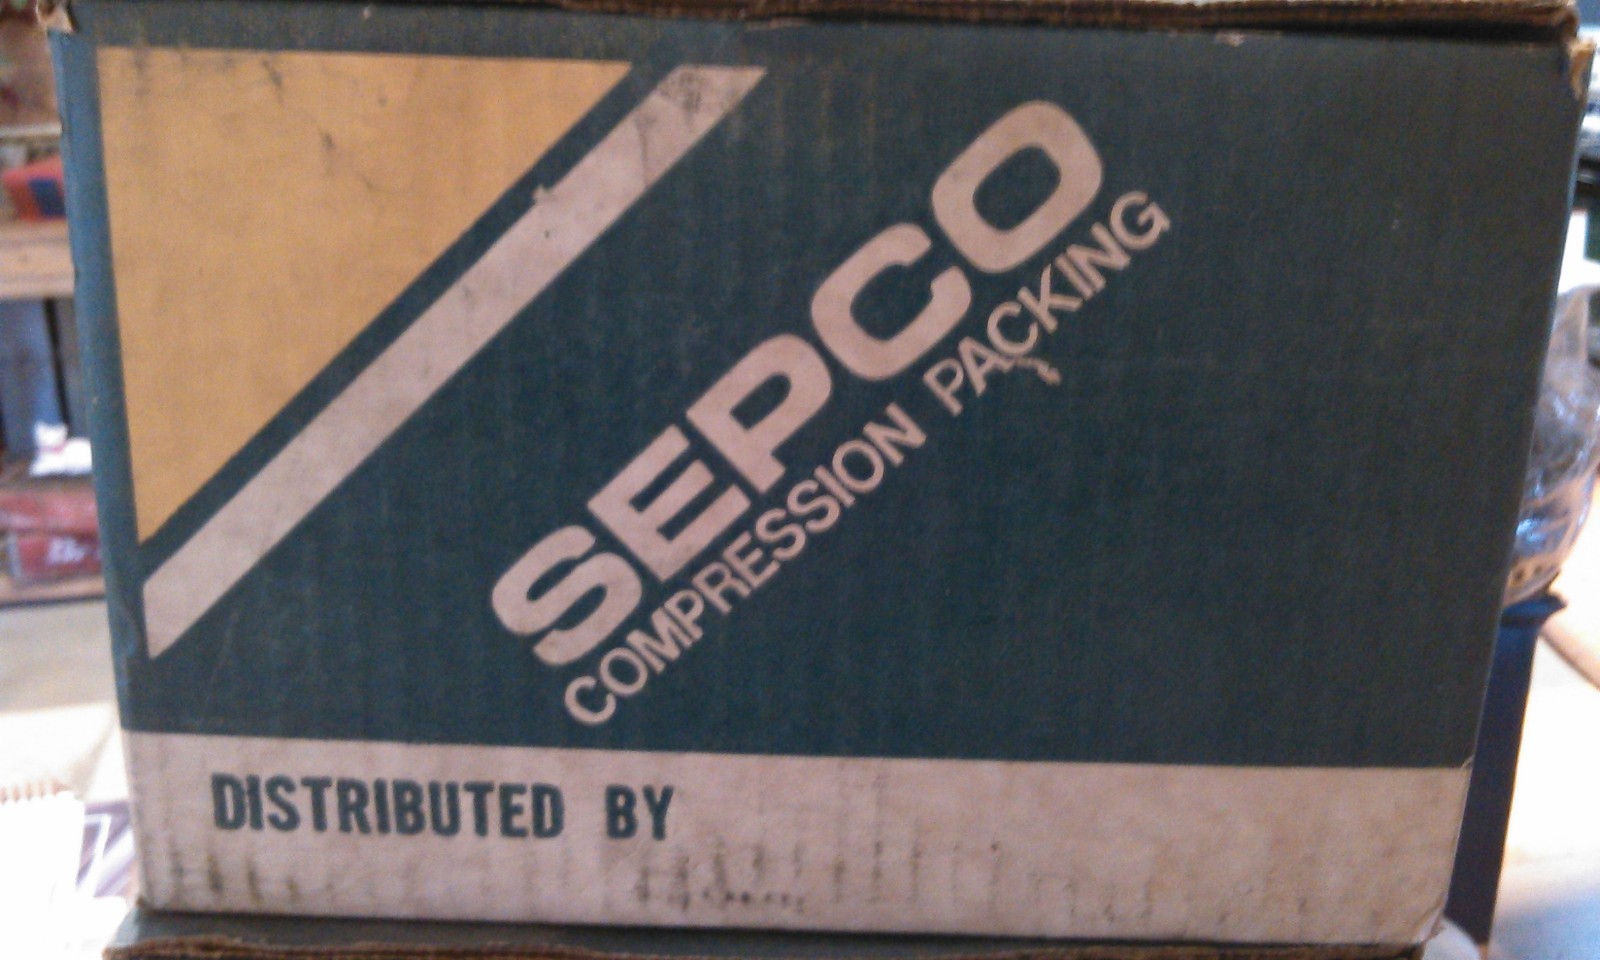 SEPCO
COMPRESSION PACKING
DISTRIBUTED BY